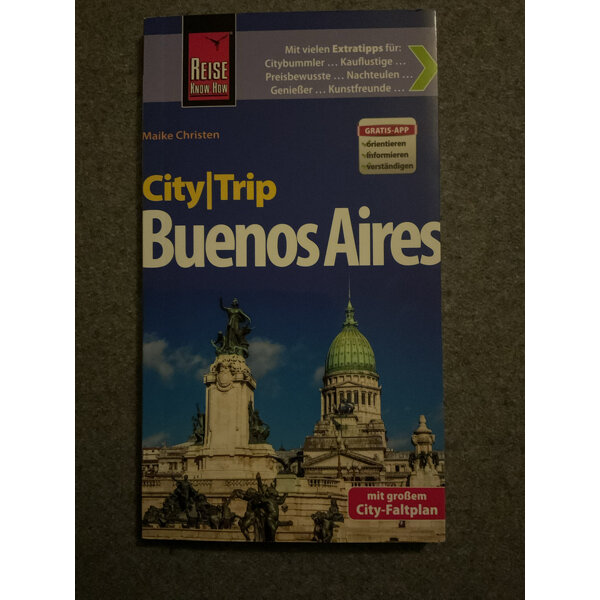 REISE
KNOW-HOW
Mit vielen Extratipps für:
Citybummler ... Kauflustige ...
Preisbewusste ... Nachteulen ...
Genießer ... Kunstfreunde ...
Maike Christen
GRATIS-APP
orientieren
informieren
verständigen
City|Trip
Buenos Aires
mit großem
City-Faltplan